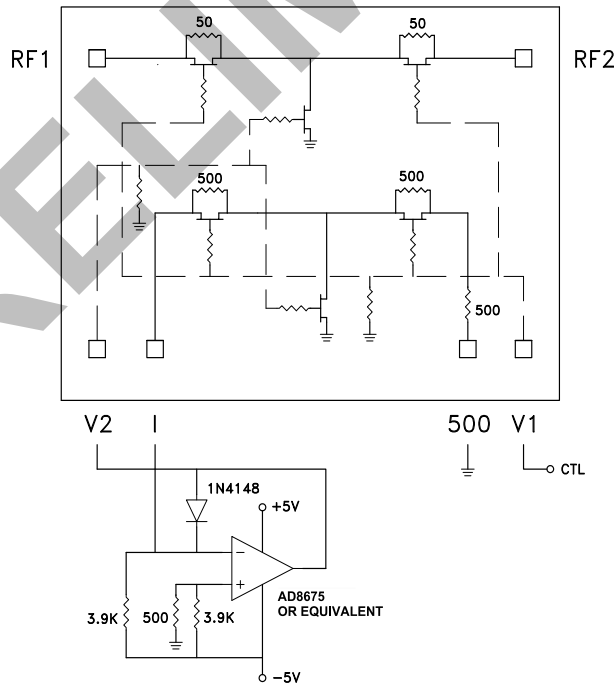 50 50
RF1 RF2
500 500
500
V2 I 500 V1
CTL
1N4148
+5V
−
+
AD8675
OR EQUIVALENT
3.9K 500 3.9K
−5V